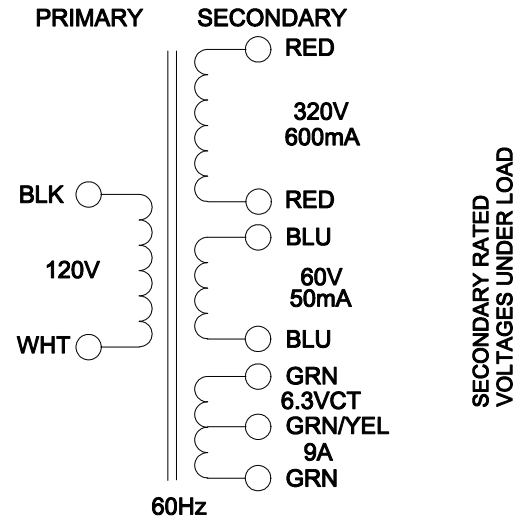 PRIMARY
SECONDARY
RED
320V
600mA
RED
BLK
120V
WHT
BLU
60V
50mA
BLU
GRN
6.3VCT
GRN/YEL
9A
GRN
60Hz
SECONDARY RATED
VOLTAGES UNDER LOAD